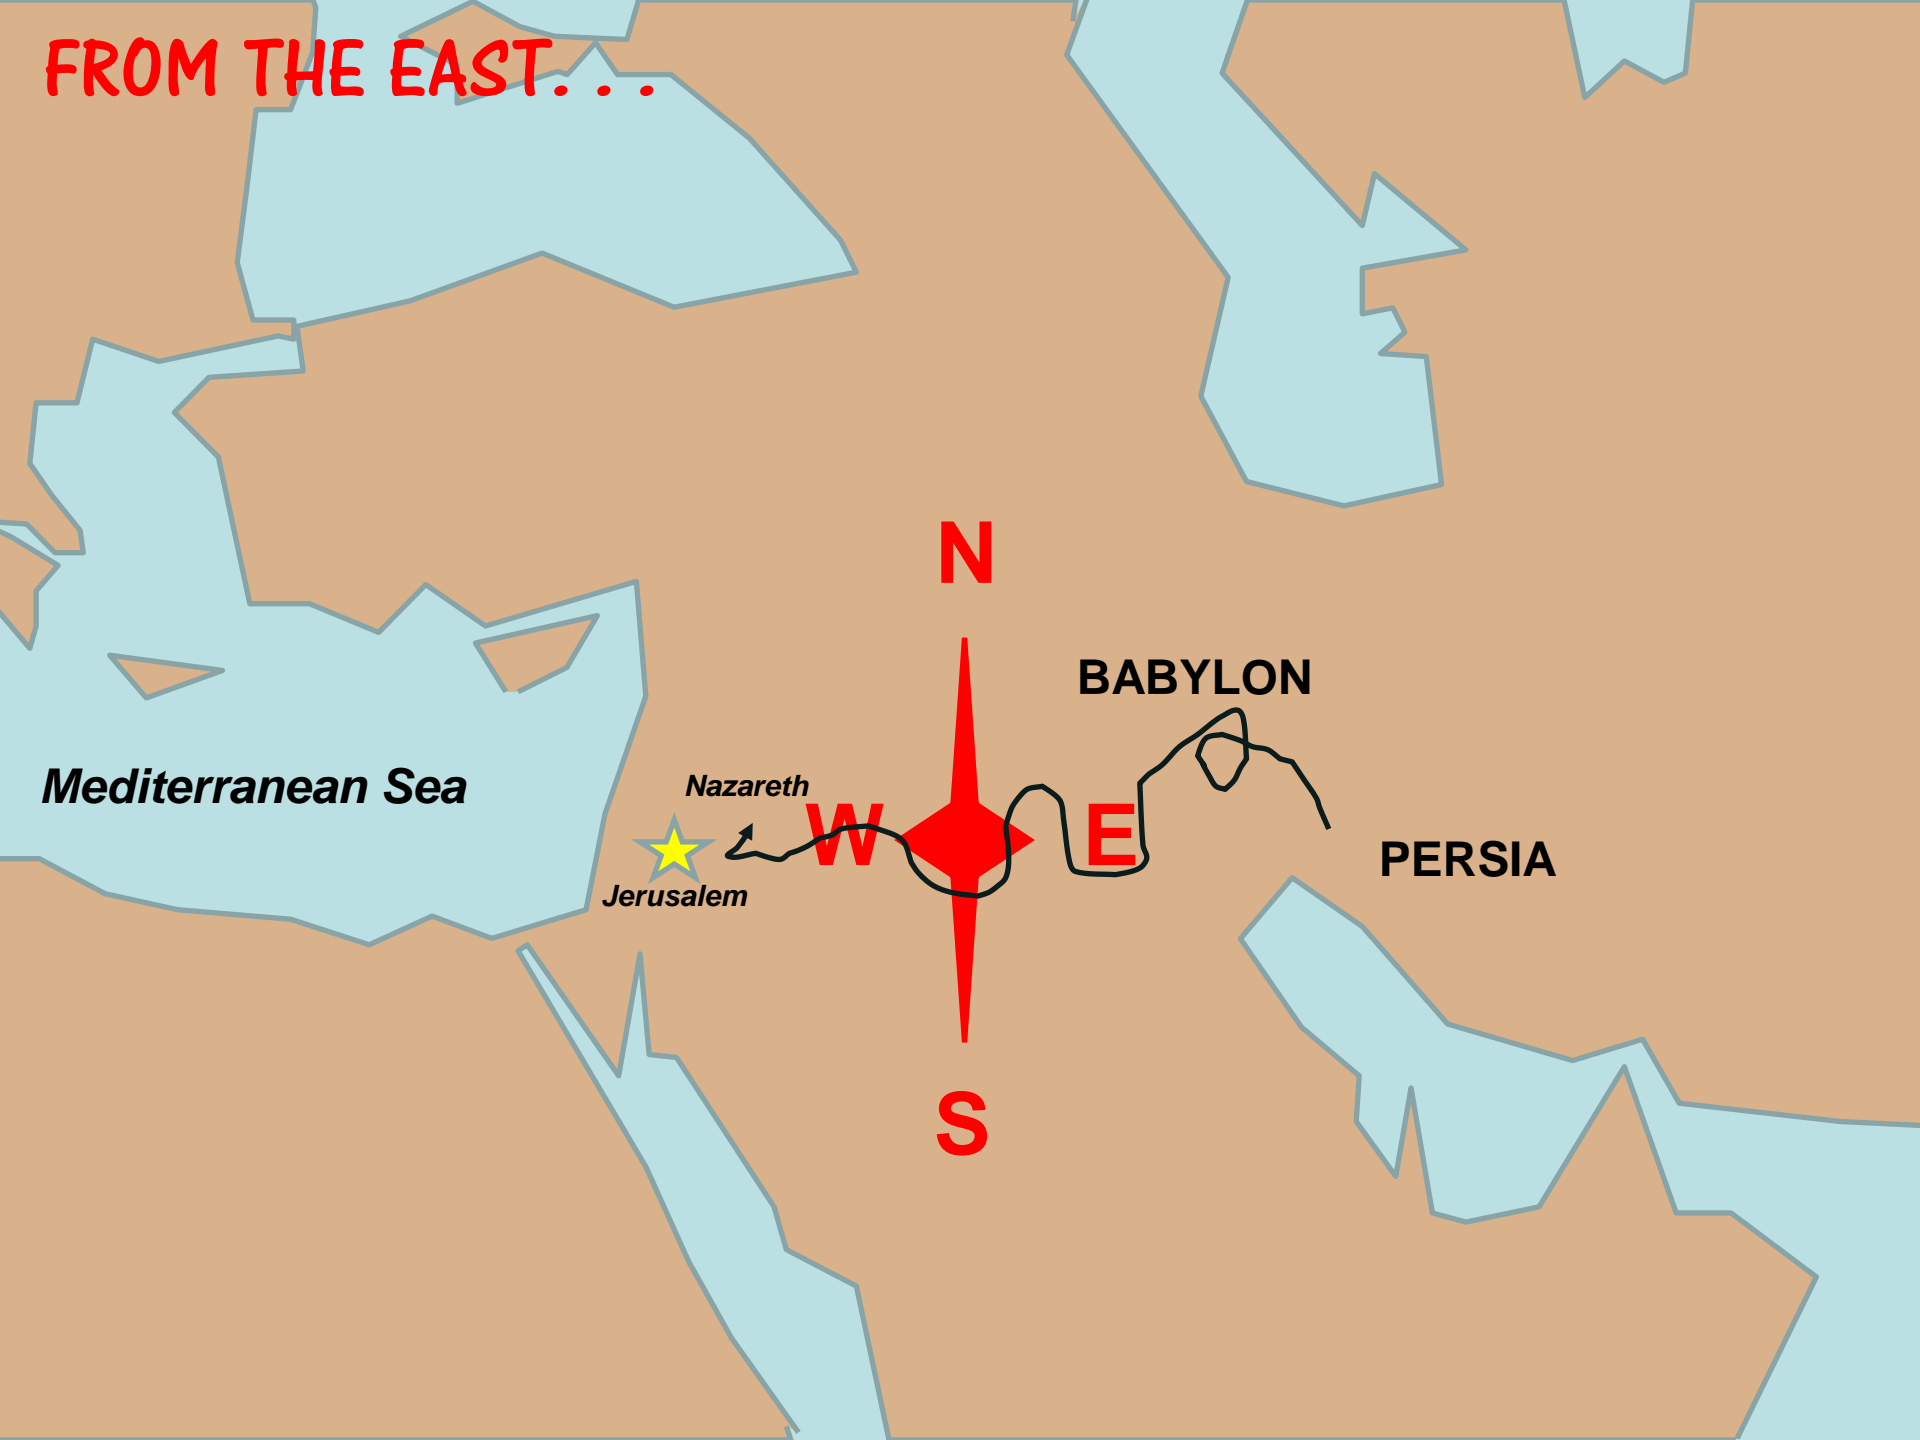 FROM THE EAST...
N
BABYLON
Mediterranean Sea
Nazareth
W
E
PERSIA
Jerusalem
S